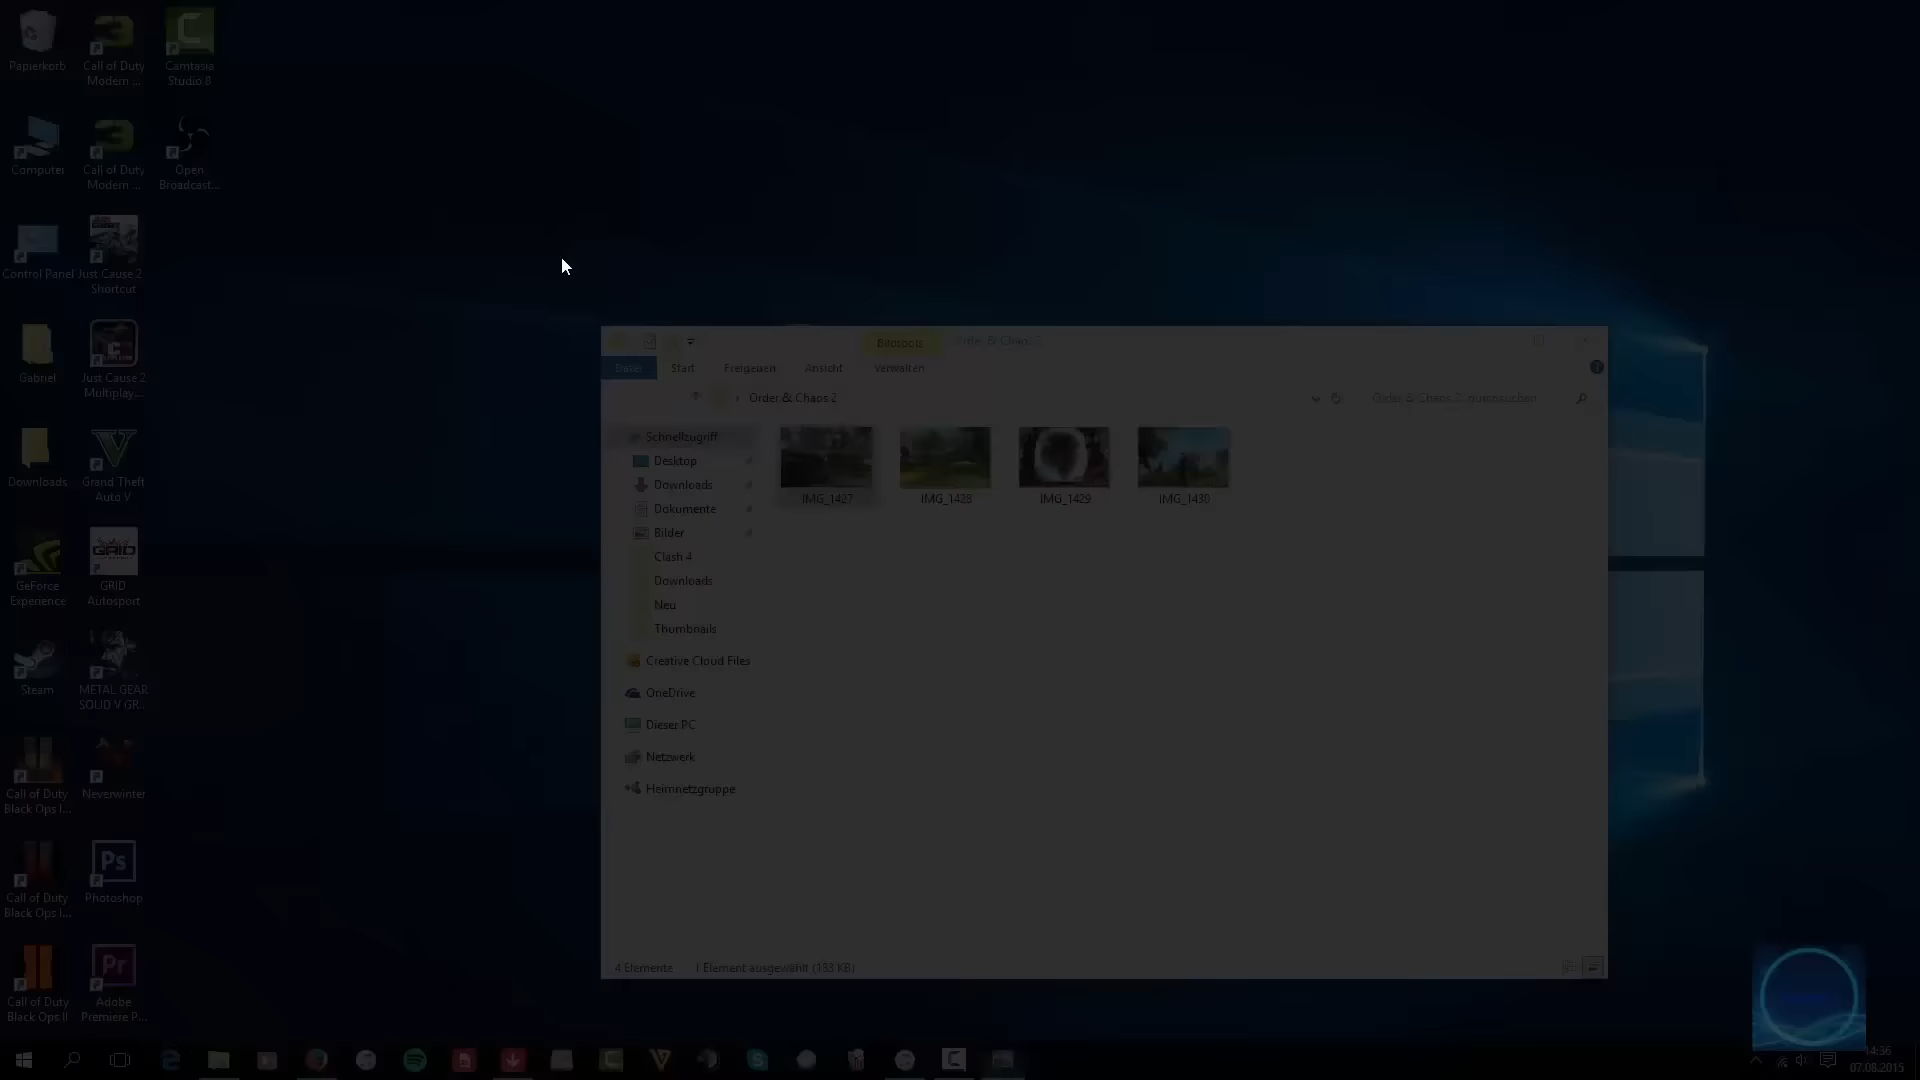 Papierkorb
Call of Duty
Modern ...
Camtasia
Studio 8
Computer
Call of Duty
Modern ...
Open
Broadcast...
Control Panel
Just Cause 2
Shortcut
Gabriel
Just Cause 2
Multiplay...
Downloads
Grand Theft
Auto V
GeForce
Experience
GRID
GRID
Autosport
Steam
METAL GEAR
SOLID V GR...
Call of Duty
Black Ops I...
Neverwinter
Call of Duty
Black Ops I...
Ps
Photoshop
Call of Duty
Black Ops II
Pr
Adobe
Premiere P...
Bildtools
Order & Chaos 2
Datei
Start
Freigeben
Ansicht
Verwalten
Order & Chaos 2
"Order & Chaos 2" durchsuchen
Schnellzugriff
Desktop
Downloads
Dokumente
Bilder
Clash 4
Downloads
Neu
Thumbnails
Creative Cloud Files
OneDrive
Dieser PC
Netzwerk
Heimnetzgruppe
IMG_1427
IMG_1428
IMG_1429
IMG_1430
4 Elemente
1 Element ausgewählt (183 KB)
14:36
07.08.2015